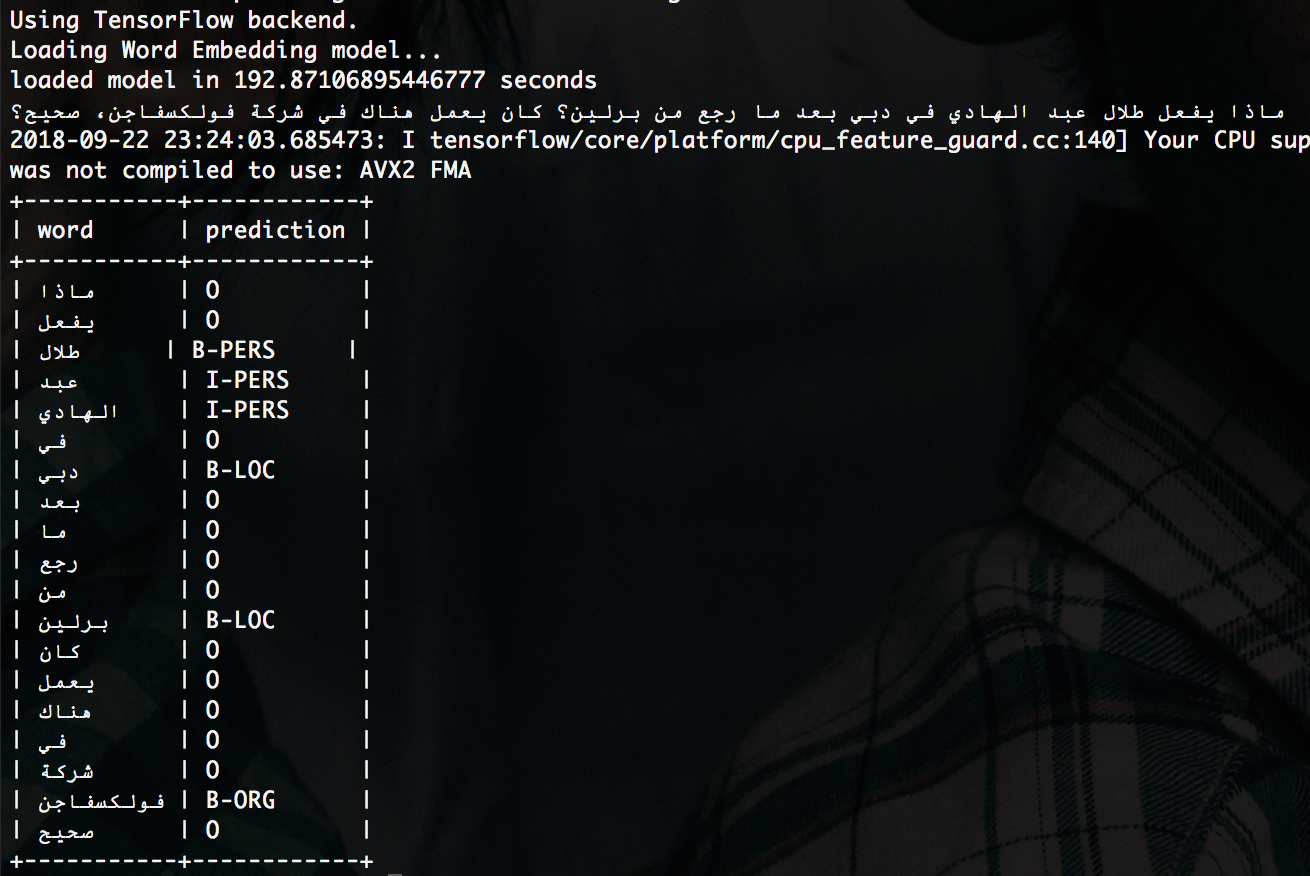 Using TensorFlow backend.
Loading Word Embedding model...
loaded model in 192.87106895446777 seconds
ماذا يفعل طلال عبد الهادي في دبي بعد ما رجع من برلين؟ كان يعمل هناك في شركة فولكسفاجن، صحيح؟
2018-09-22 23:24:03.685473: I tensorflow/core/platform/cpu_feature_guard.cc:140] Your CPU sup
was not compiled to use: AVX2 FMA
+-----------+------------+
| word      | prediction |
+-----------+------------+
| ماذا      | O          |
| يفعل      | O          |
| طلال      | B-PERS     |
| عبد       | I-PERS     |
| الهادي    | I-PERS     |
| في        | O          |
| دبي       | B-LOC      |
| بعد       | O          |
| ما        | O          |
| رجع       | O          |
| من        | O          |
| برلين     | B-LOC      |
| كان       | O          |
| يعمل      | O          |
| هناك      | O          |
| في        | O          |
| شركة      | O          |
| فولكسفاجن | B-ORG      |
| صحيح      | O          |
+-----------+------------+